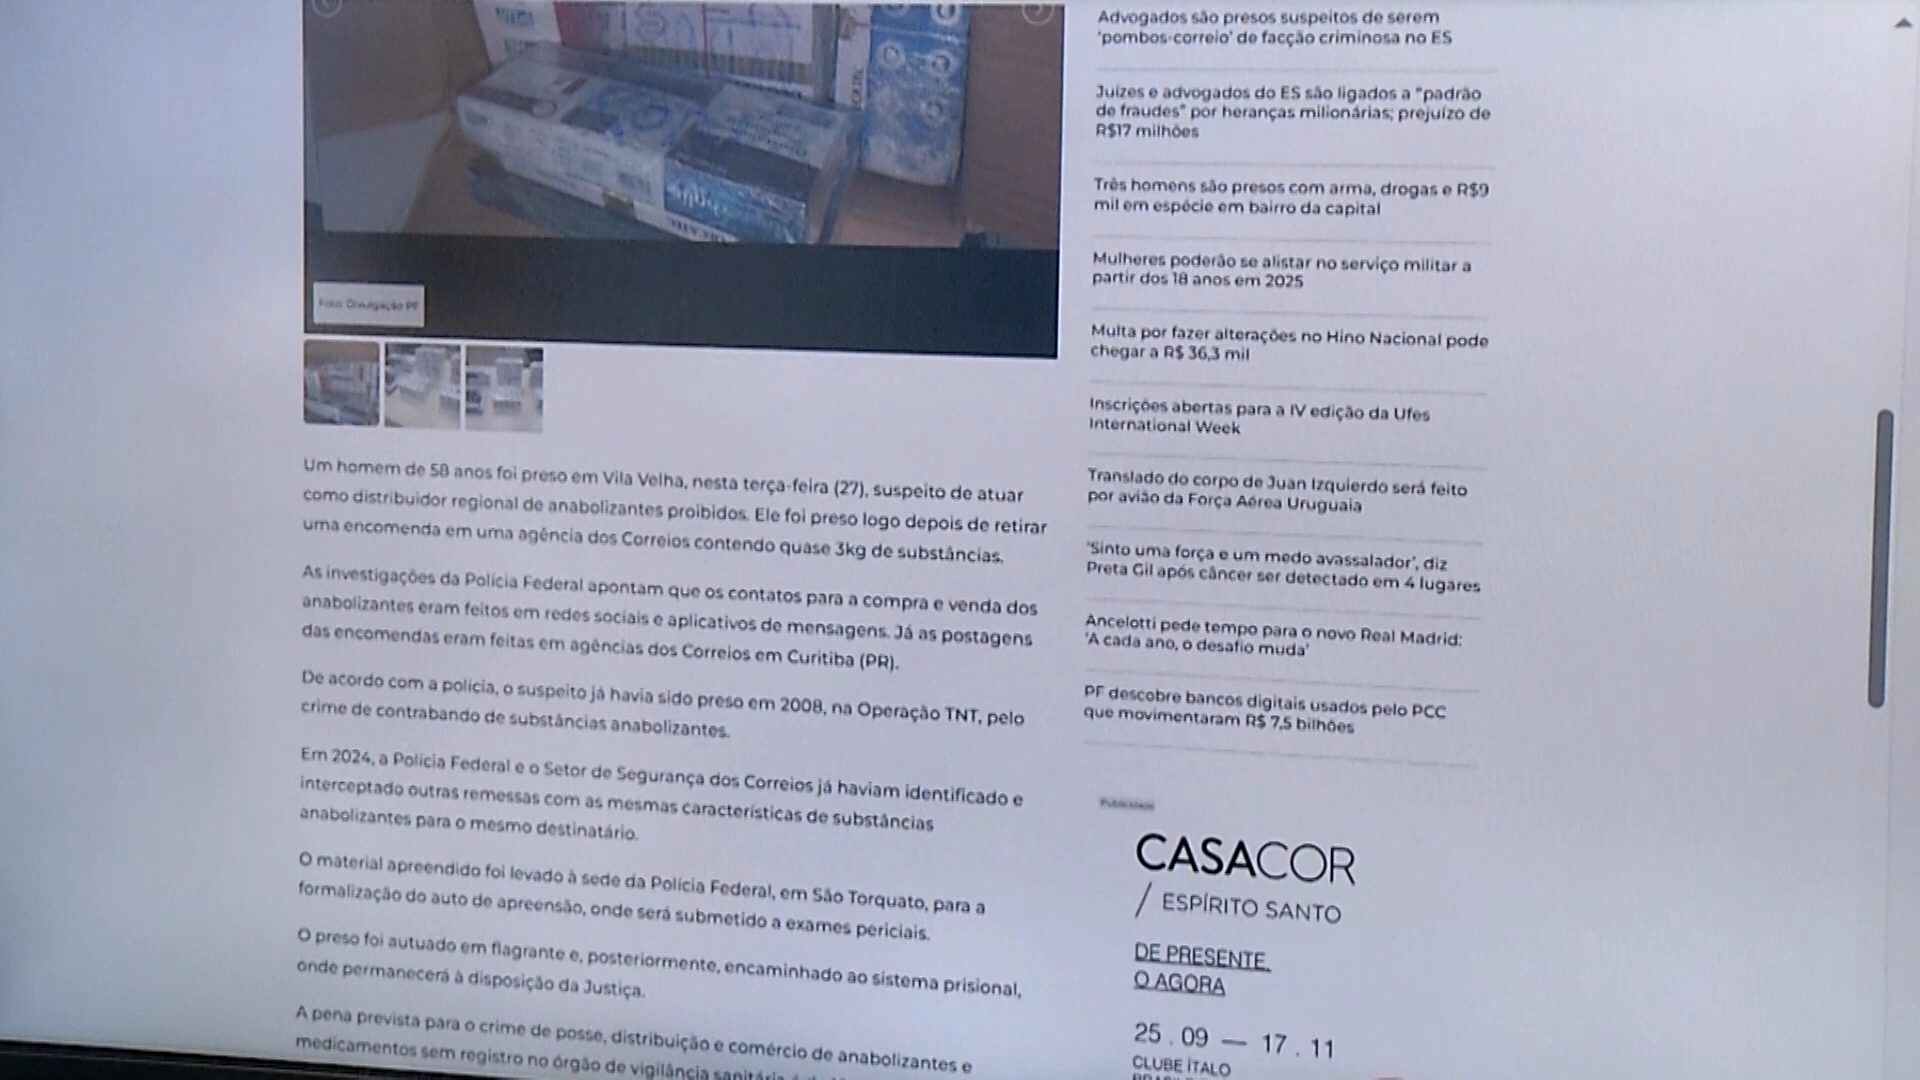 Foto: Divulgação PF
Um homem de 58 anos foi preso em Vila Velha, nesta terça-feira (27), suspeito de atuar
como distribuidor regional de anabolizantes proibidos. Ele foi preso logo depois de retirar
uma encomenda em uma agência dos Correios contendo quase 3kg de substâncias.
As investigações da Polícia Federal apontam que os contatos para a compra e venda dos
anabolizantes eram feitos em redes sociais e aplicativos de mensagens. Já as postagens
das encomendas eram feitas em agências dos Correios em Curitiba (PR).
De acordo com a polícia, o suspeito já havia sido preso em 2008, na Operação TNT, pelo
crime de contrabando de substâncias anabolizantes.
Em 2024, a Polícia Federal e o Setor de Segurança dos Correios já haviam identificado e
interceptado outras remessas com as mesmas características de substâncias
anabolizantes para o mesmo destinatário.
O material apreendido foi levado à sede da Polícia Federal, em São Torquato, para a
formalização do auto de apreensão, onde será submetido a exames periciais.
O preso foi autuado em flagrante e, posteriormente, encaminhado ao sistema prisional,
onde permanecerá à disposição da Justiça.
A pena prevista para o crime de posse, distribuição e comércio de anabolizantes e
medicamentos sem registro no órgão de vigilância sanitária
Advogados são presos suspeitos de serem
'pombos-correio' de facção criminosa no ES
Juízes e advogados do ES são ligados a "padrão
de fraudes" por heranças milionárias; prejuízo de
R$17 milhões
Três homens são presos com arma, drogas e R$9
mil em espécie em bairro da capital
Mulheres poderão se alistar no serviço militar a
partir dos 18 anos em 2025
Multa por fazer alterações no Hino Nacional pode
chegar a R$ 36,3 mil
Inscrições abertas para a IV edição da Ufes
International Week
Translado do corpo de Juan Izquierdo será feito
por avião da Força Aérea Uruguaia
'Sinto uma força e um medo avassalador', diz
Preta Gil após câncer ser detectado em 4 lugares
Ancelotti pede tempo para o novo Real Madrid:
'A cada ano, o desafio muda'
PF descobre bancos digitais usados pelo PCC
que movimentaram R$ 7,5 bilhões
Publicidade
CASACOR
/ ESPÍRITO SANTO
DE PRESENTE,
O AGORA
25 . 09 — 17 . 11
CLUBE ÍTALO